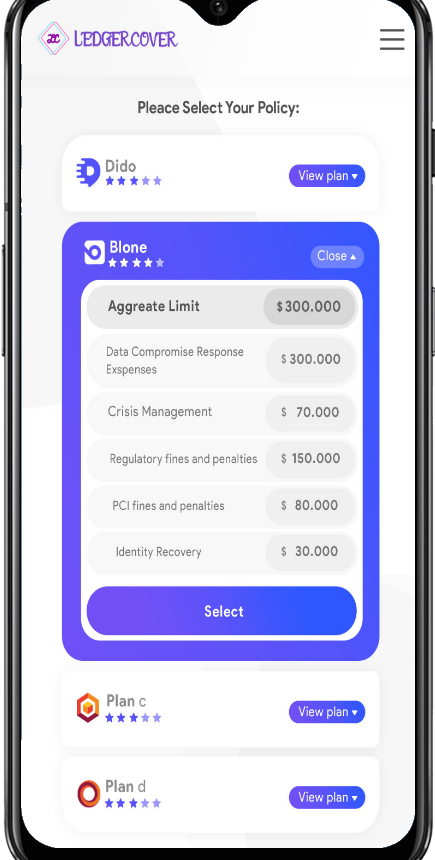 LC LEDGERCOVER
Pleace Select Your Policy:
Dido
View plan ▾
Blone
Close ▴
Aggreate Limit $300.000
Data Compromise Response
Exspenses
$ 300.000
Crisis Management $ 70.000
Regulatory fines and penalties $ 150.000
PCI fines and penalties $ 80.000
Identity Recovery $ 30.000
Select
Plan c
View plan ▾
Plan d
View plan ▾